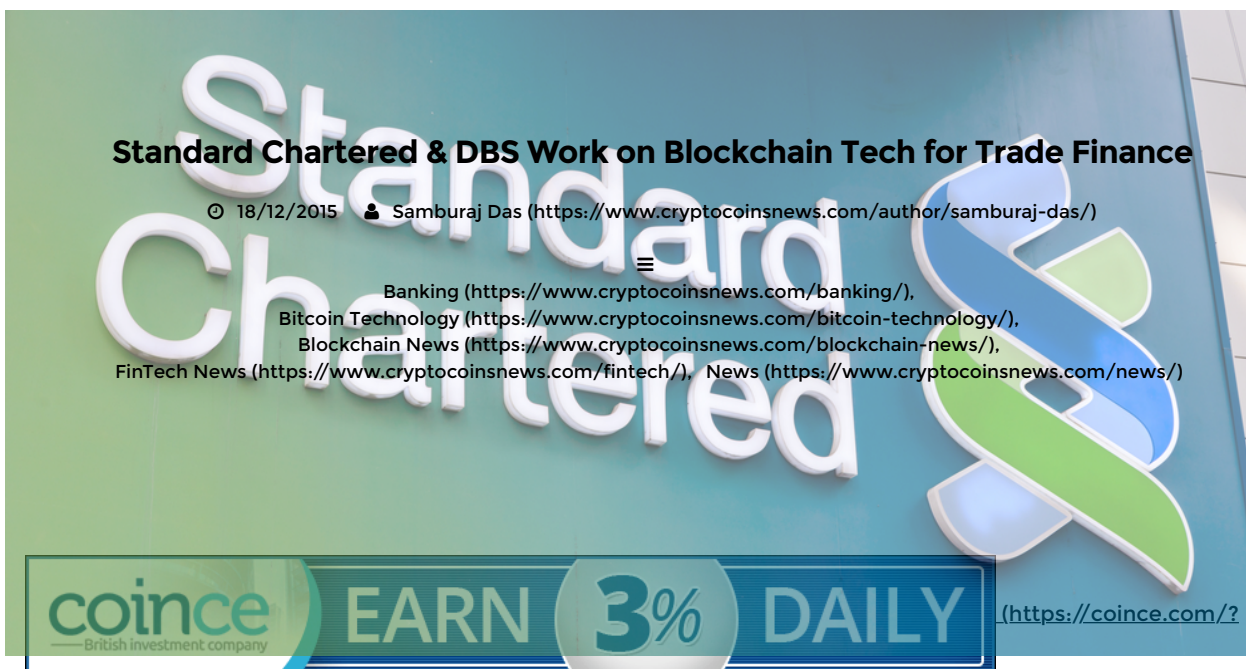 Standard
Chartered
Standard Chartered & DBS Work on Blockchain Tech for Trade Finance
18/12/2015 Samburaj Das (https://www.cryptocoinsnews.com/author/samburaj-das/)
Banking (https://www.cryptocoinsnews.com/banking/),
Bitcoin Technology (https://www.cryptocoinsnews.com/bitcoin-technology/),
Blockchain News (https://www.cryptocoinsnews.com/blockchain-news/),
FinTech News (https://www.cryptocoinsnews.com/fintech/), News (https://www.cryptocoinsnews.com/news/)
coince
British investment company
EARN 3% DAILY
(https://coince.com/?